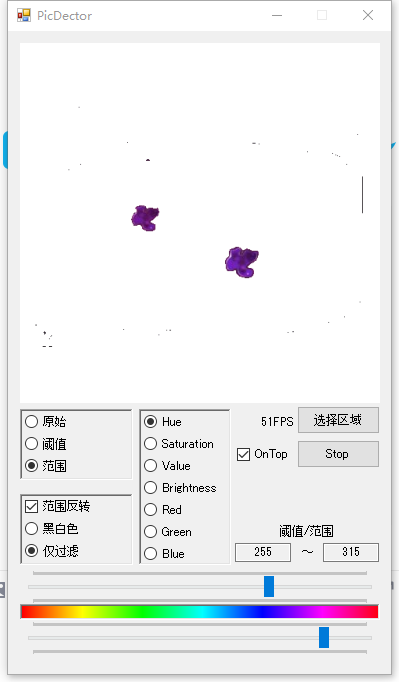 PicDector
原始
阈值
范围
范围反转
黑白色
仅过滤
Hue
Saturation
Value
Brightness
Red
Green
Blue
51FPS
选择区域
OnTop
Stop
阈值/范围
255 ～ 315